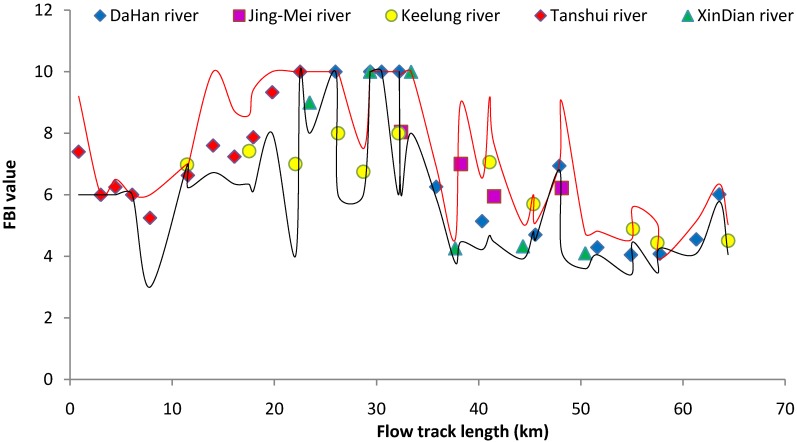 DaHan river Jing-Mei river Keelung river Tanshui river XinDian river
12
10
8
6
4
2
0
FBI value
0 10 20 30 40 50 60 70
Flow track length (km)